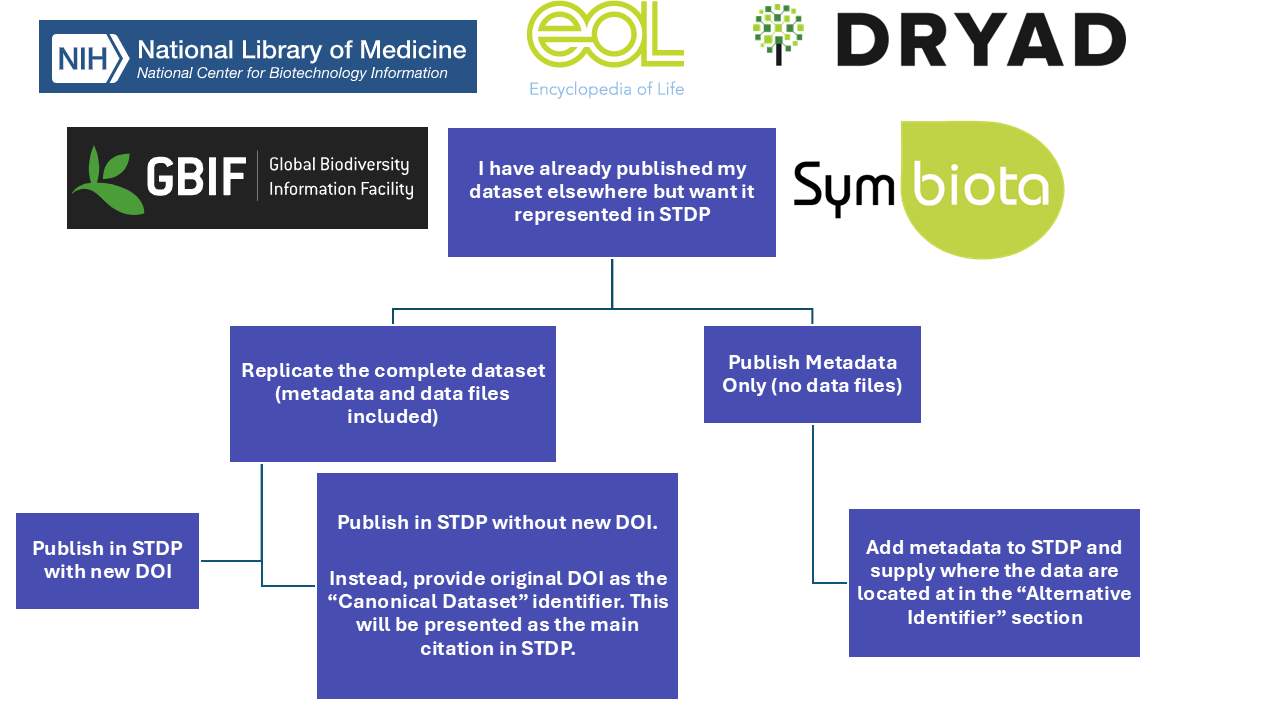 NIH
National Library of Medicine
National Center for Biotechnology Information
eOL
Encyclopedia of Life
DRYAD
GBIF
Global Biodiversity
Information Facility
I have already published my
dataset elsewhere but want it
represented in STDP
Symbiota
Replicate the complete dataset
(metadata and data files
included)
Publish Metadata
Only (no data files)
Publish in STDP
with new DOI
Publish in STDP without new DOI.
Instead, provide original DOI as the
“Canonical Dataset” identifier. This
will be presented as the main
citation in STDP.
Add metadata to STDP and
supply where the data are
located at in the “Alternative
Identifier” section